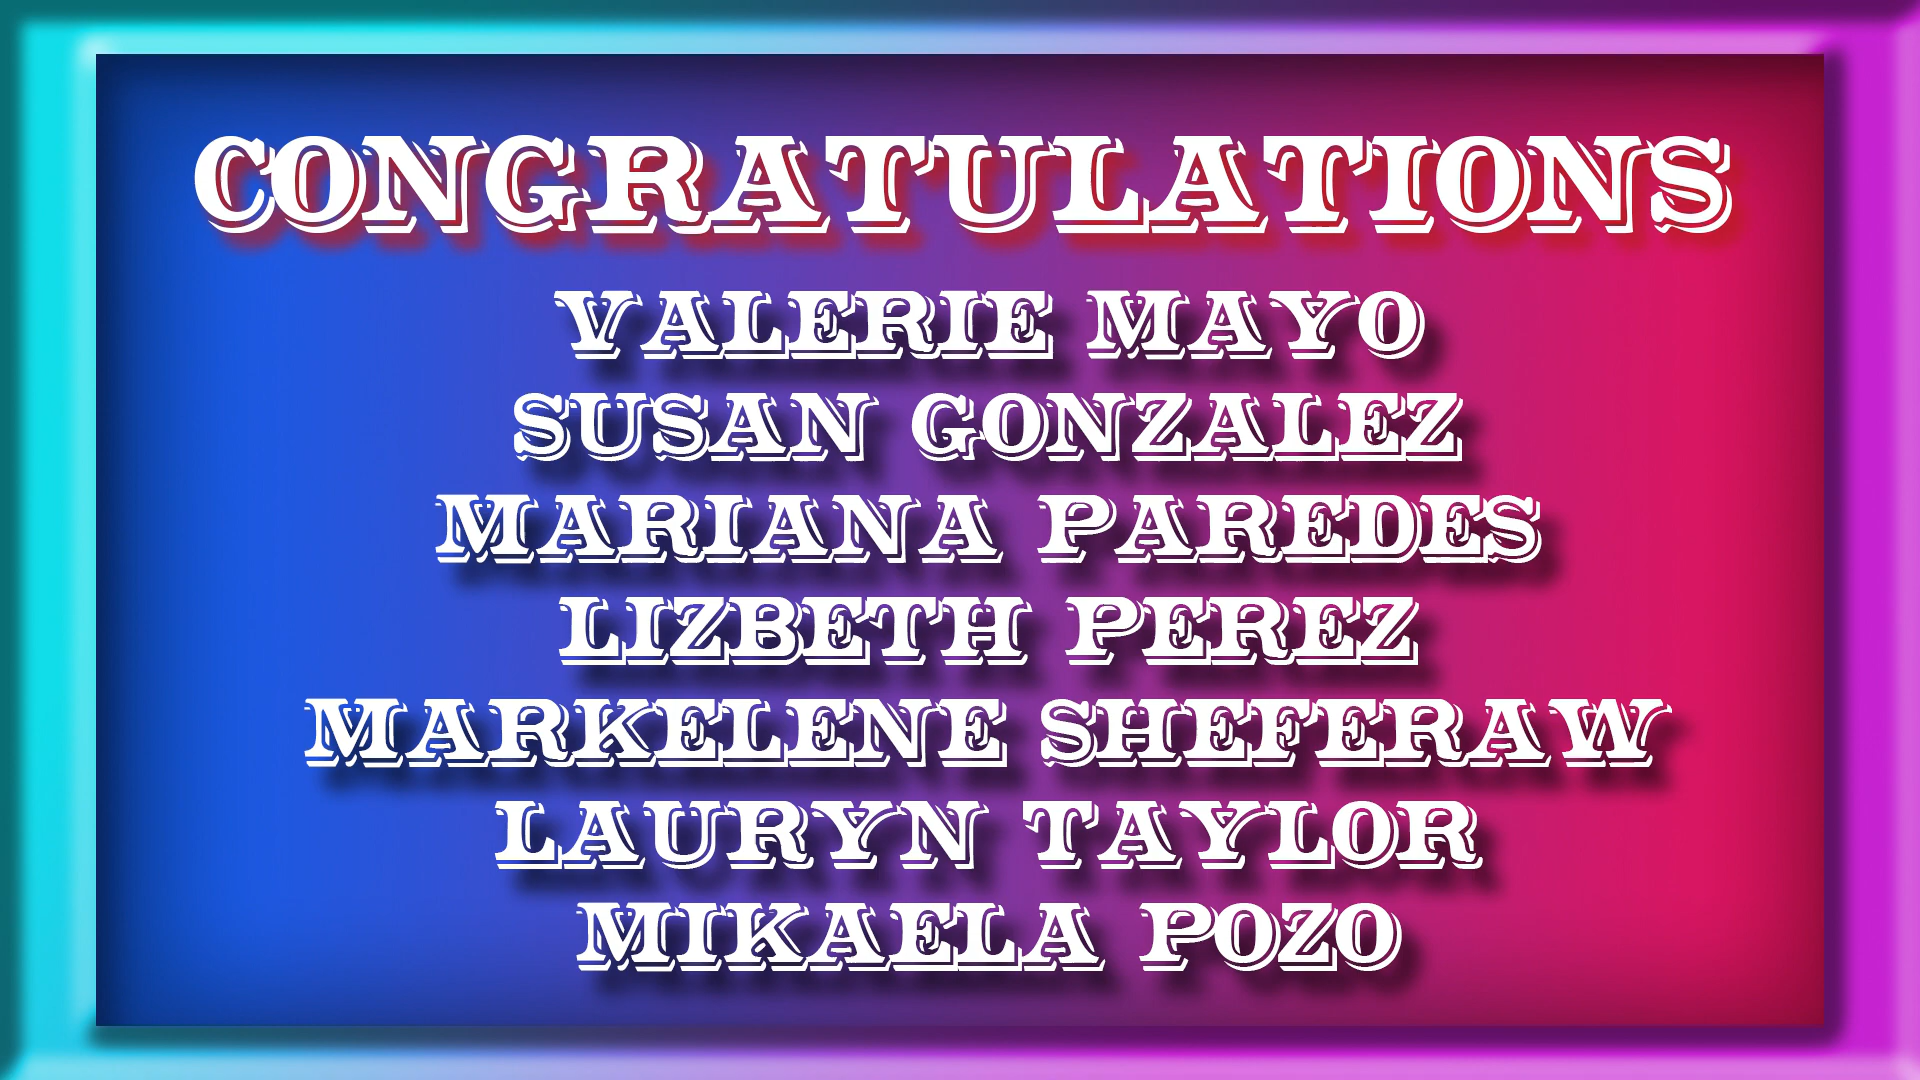 CONGRATULATIONS
VALERIE MAYO
SUSAN GONZALEZ
MARIANA PAREDES
LIZBETH PEREZ
MARKELENE SHEFERAW
LAURYN TAYLOR
MIKAELA POZO